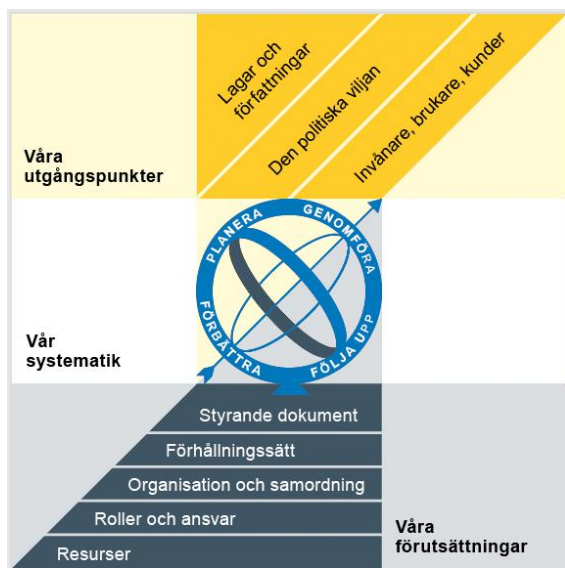 Lagar och
författningar
Den politiska viljan
Invånare, brukare, kunder
Våra
utgångspunkter
PLANERA
GENOMFÖRA
FÖRBÄTTRA
FÖLJA UPP
Vår
systematik
Styrande dokument
Förhållningssätt
Organisation och samordning
Roller och ansvar
Resurser
Våra
förutsättningar